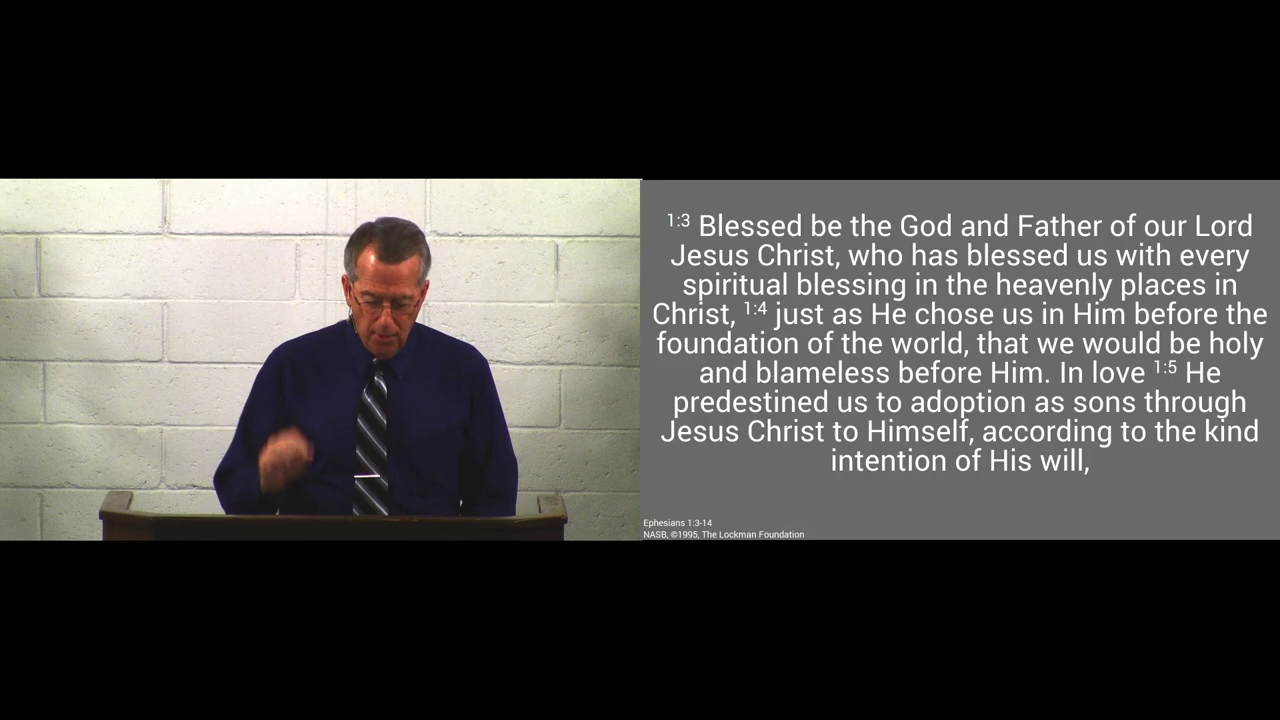 1:3 Blessed be the God and Father of our Lord
Jesus Christ, who has blessed us with every
spiritual blessing in the heavenly places in
Christ, 1:4 just as He chose us in Him before the
foundation of the world, that we would be holy
and blameless before Him. In love 1:5 He
predestined us to adoption as sons through
Jesus Christ to Himself, according to the kind
intention of His will,
Ephesians 1:3-14
NASB, ©1995, The Lockman Foundation